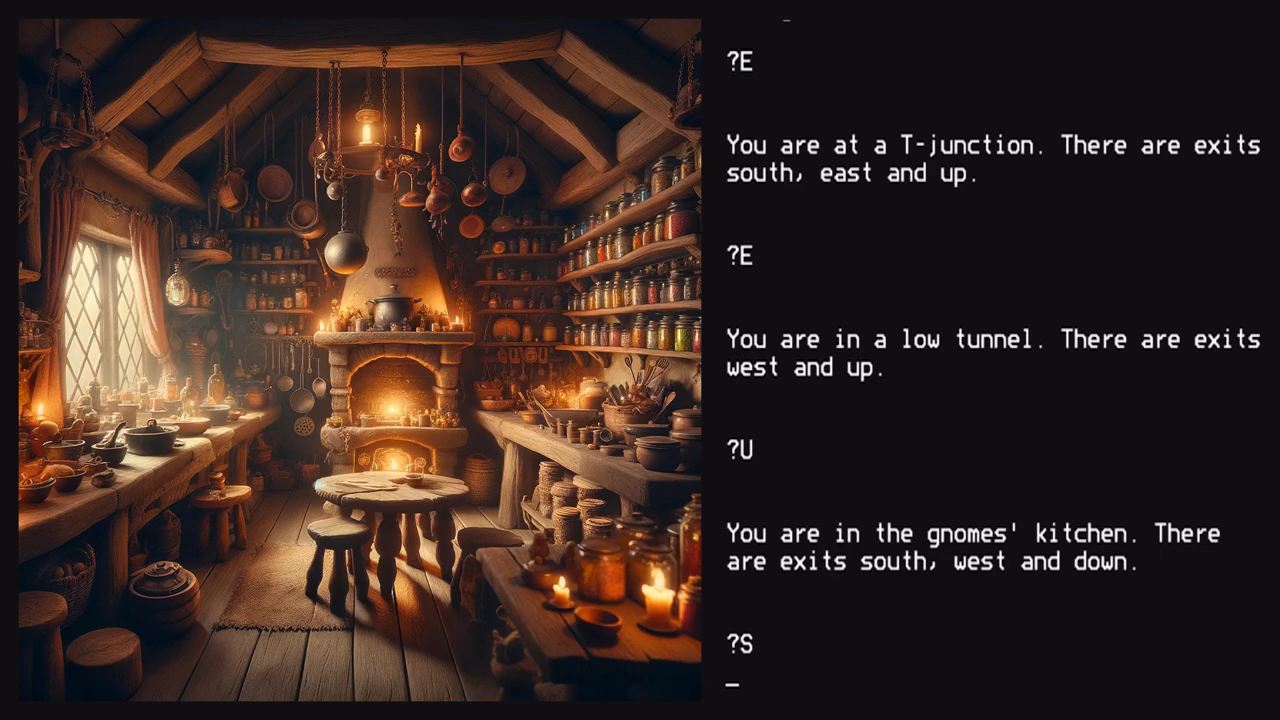 ?E
You are at a T-junction. There are exits
south, east and up.
?E
You are in a low tunnel. There are exits
west and up.
?U
You are in the gnomes' kitchen. There
are exits south, west and down.
?S
_